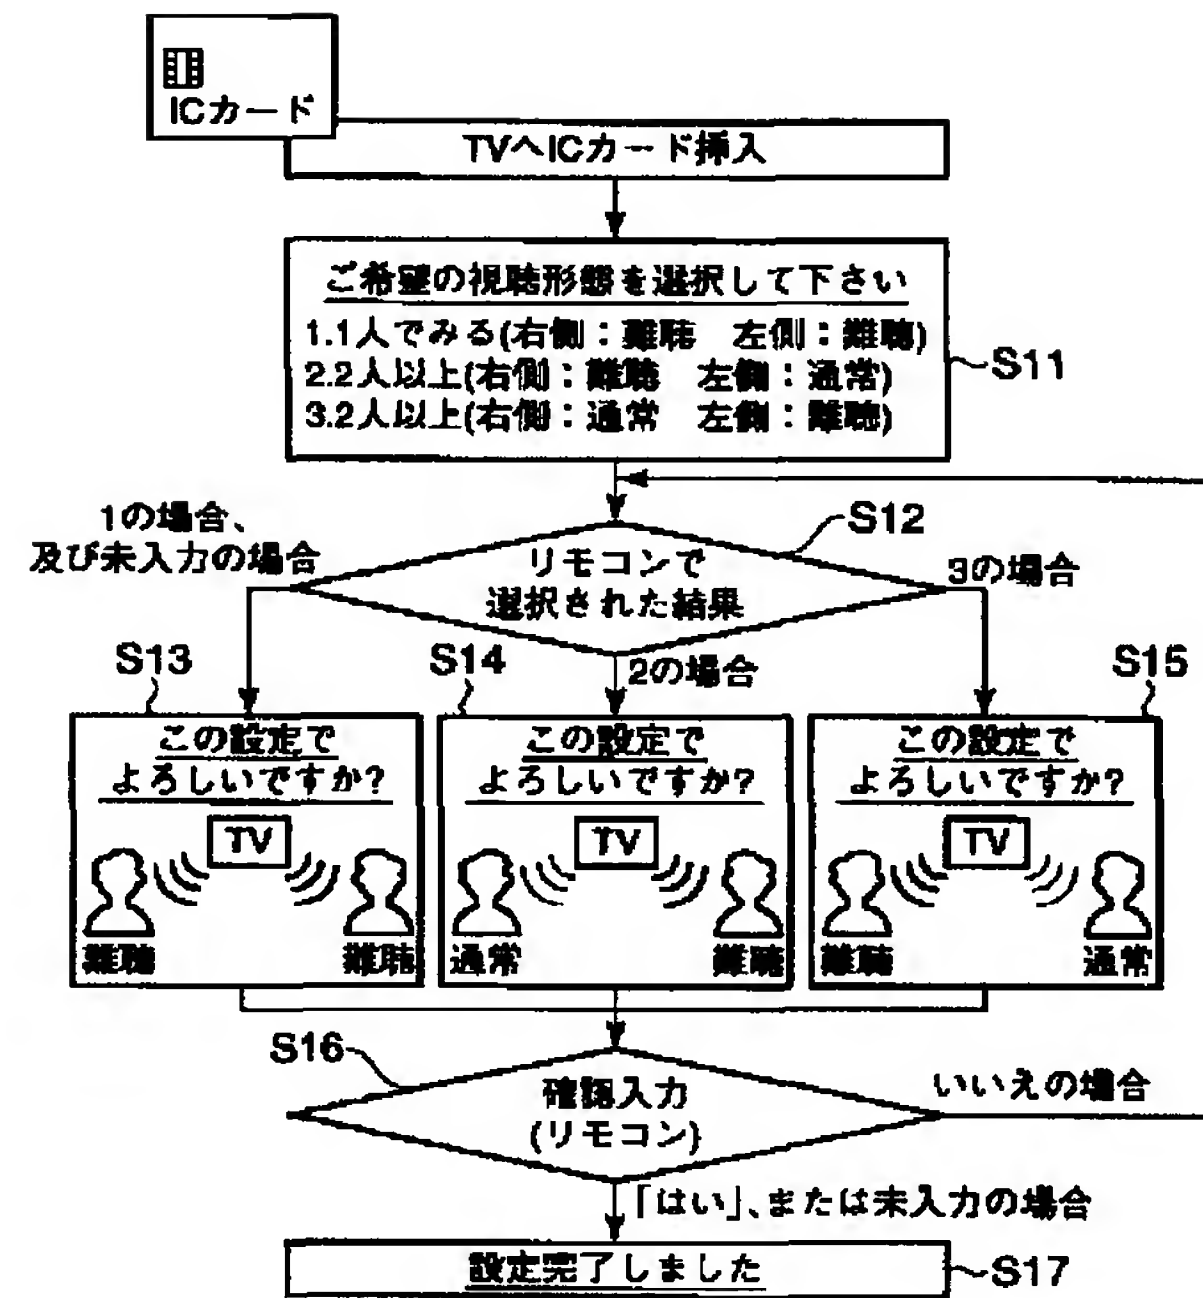 ICカード
TVへICカード挿入
ご希望の視聴形態を選択して下さい
1.1人でみる(右側：難聴　左側：難聴)
2.2人以上(右側：難聴　左側：通常)
3.2人以上(右側：通常　左側：難聴)
S11
S12
リモコンで
選択された結果
1の場合、
及び未入力の場合
3の場合
2の場合
S13
この設定で
よろしいですか?
TV
難聴
難聴
S14
この設定で
よろしいですか?
TV
通常
難聴
S15
この設定で
よろしいですか?
TV
難聴
通常
S16
確認入力
(リモコン)
いいえの場合
「はい」、または未入力の場合
設定完了しました
S17